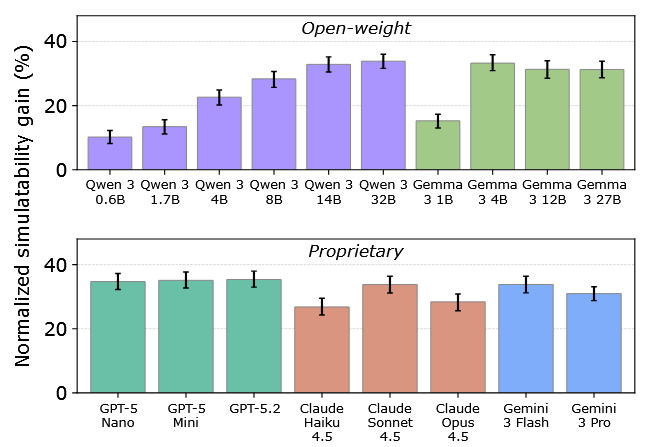 Normalized simulatability gain (%)
Open-weight
40
20
0
Qwen 3 0.6B
Qwen 3 1.7B
Qwen 3 4B
Qwen 3 8B
Qwen 3 14B
Qwen 3 32B
Gemma 3 1B
Gemma 3 4B
Gemma 3 12B
Gemma 3 27B
Proprietary
40
20
0
GPT-5 Nano
GPT-5 Mini
GPT-5.2
Claude Haiku 4.5
Claude Sonnet 4.5
Claude Opus 4.5
Gemini 3 Flash
Gemini 3 Pro